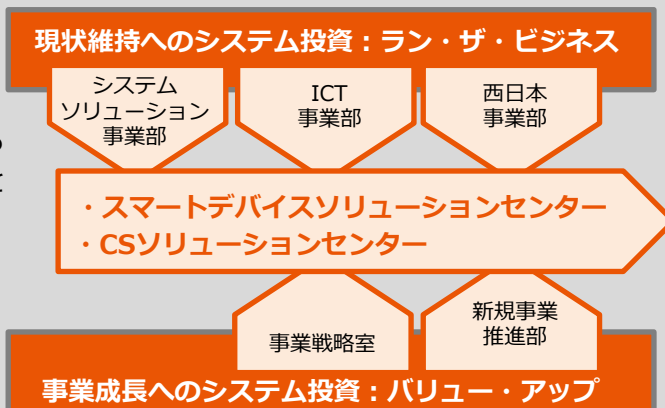 現状維持へのシステム投資：ラン・ザ・ビジネス
システム
ソリューション
事業部
ICT
事業部
西日本
事業部
・スマートデバイスソリューションセンター
・CSソリューションセンター
事業戦略室
新規事業
推進部
事業成長へのシステム投資：バリュー・アップ